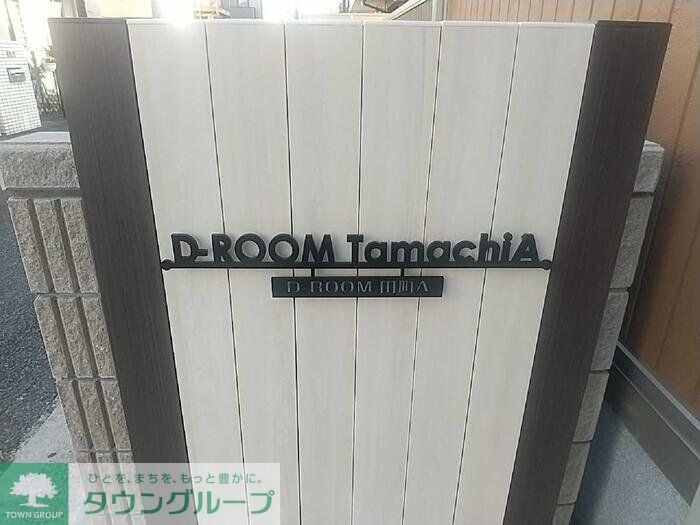 D-ROOM TamachiA
D-ROOM 田町A
ひとを、まちを、もっと豊かに。
タウングループ
TOWN GROUP